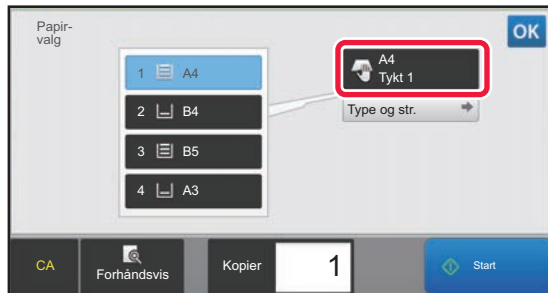 Papir-
valg
OK
1 A4
2 B4
3 B5
4 A3
A4
Tykt 1
Type og str.
CA
Forhåndsvis
Kopier
1
Start